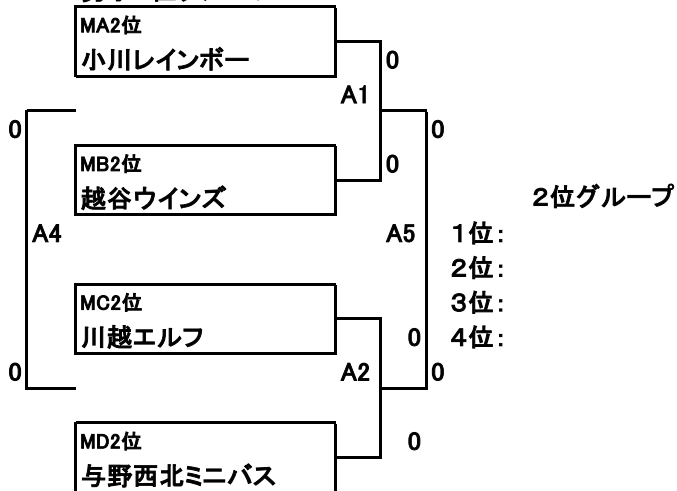 MA2位
小川レインボー
0
A1
0
0
MB2位
0
越谷ウインズ
2位グループ
A4
A5
1位:
2位:
MC2位
3位:
川越エルフ
0
4位:
0
A2
0
MD2位
0
与野西北ミニバス